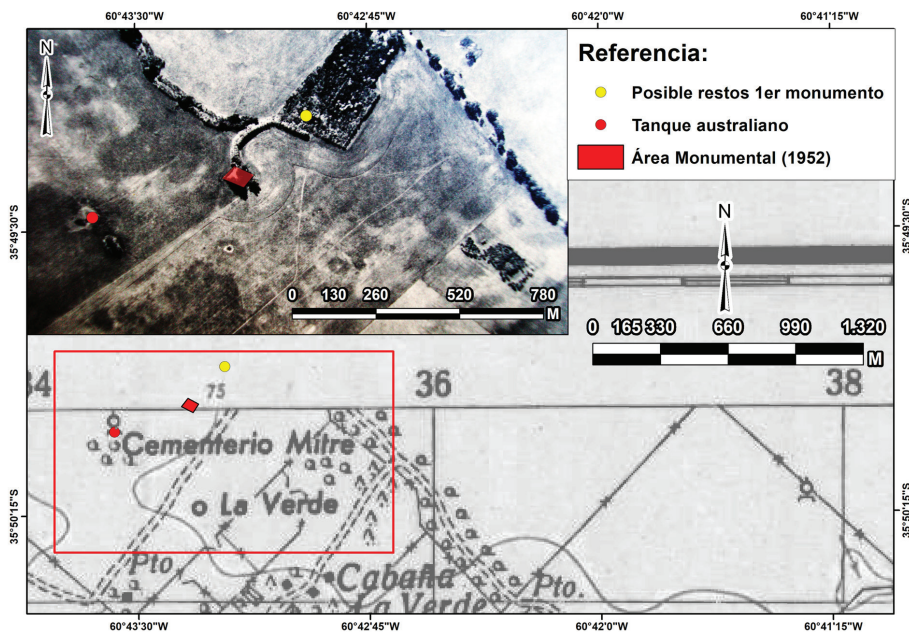 60°43'30"W 60°42'45"W 60°42'0"W 60°41'15"W
N
Referencia:
Posible restos 1er monumento
Tanque australiano
Área Monumental (1952)
35°49'30"S
35°49'30"S
0 130 260 520 780
M
N
0 165 330 660 990 1.320
M
34 75 36 38
Cementerio Mitre
La Verde
35°50'15"S
35°50'15"S
Pto.
Cabaña
La Verde
Pto.
60°43'30"W 60°42'45"W 60°42'0"W 60°41'15"W